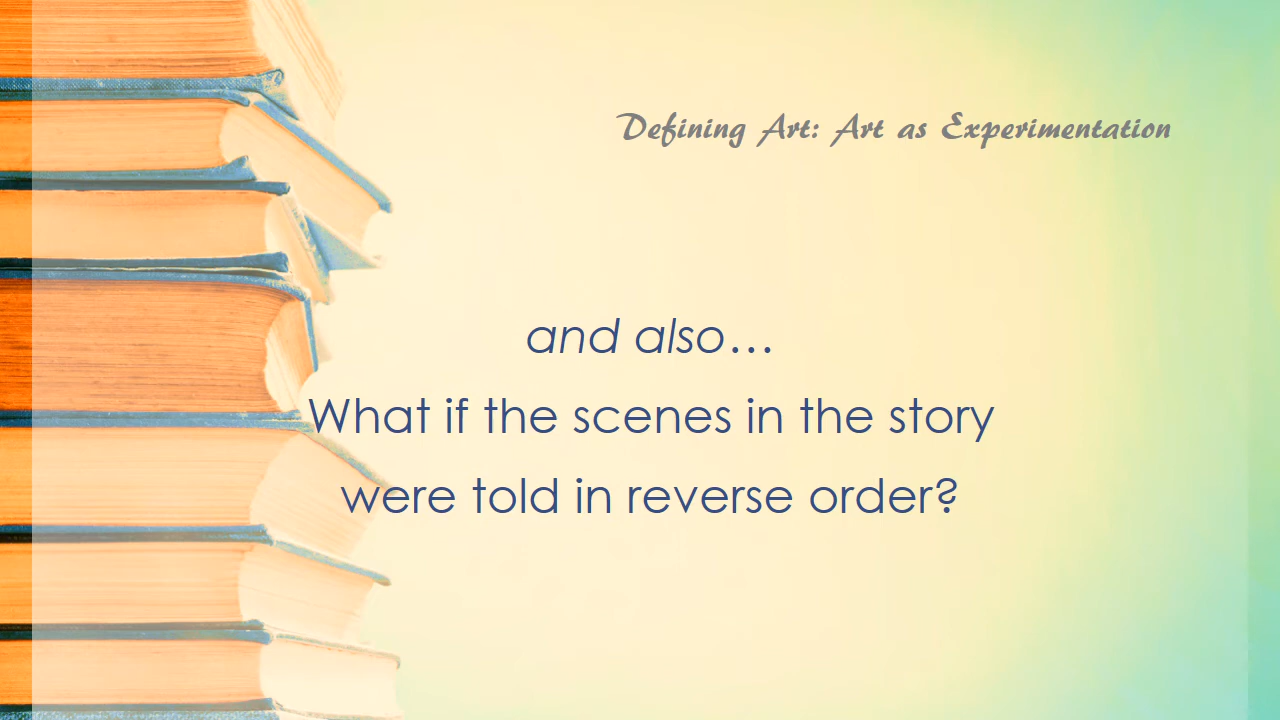 Defining Art: Art as Experimentation
and also…
What if the scenes in the story
were told in reverse order?